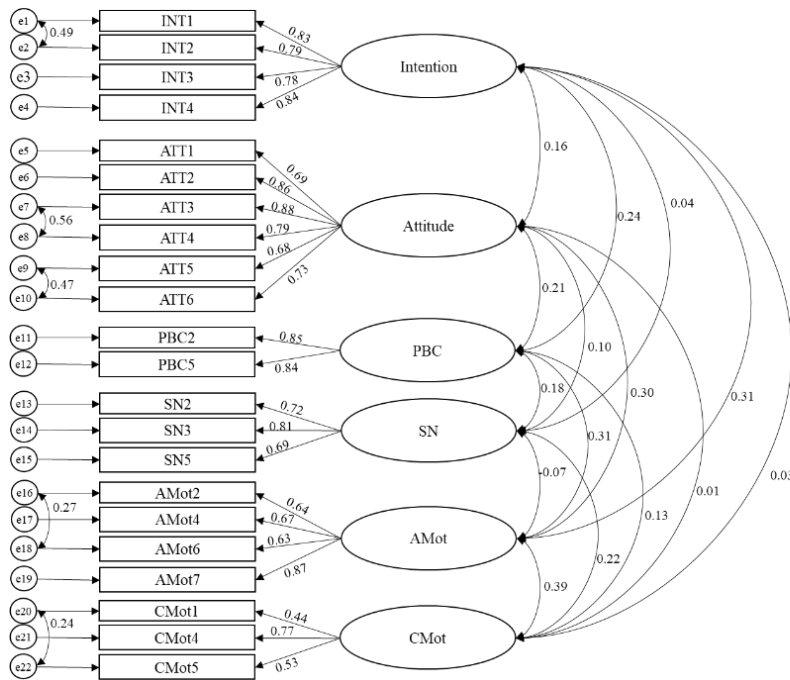 e1 INT1 0.83
0.49
e2 INT2 0.79
e3 INT3 0.78
e4 INT4 0.84
Intention
e5 ATT1 0.69
e6 ATT2 0.86
e7 ATT3 0.88
0.56
e8 ATT4 0.79
e9 ATT5 0.68
0.47
e10 ATT6 0.73
Attitude
e11 PBC2 0.85
e12 PBC5 0.84
PBC
e13 SN2 0.72
e14 SN3 0.81
e15 SN5 0.69
SN
e16 AMot2 0.64
0.27
e17 AMot4 0.67
e18 AMot6 0.63
e19 AMot7 0.87
AMot
e20 CMot1 0.44
0.24
e21 CMot4 0.77
e22 CMot5 0.53
CMot
0.16
0.24
0.04
0.21
0.10
0.30
0.31
0.18
0.31
-0.07
0.01
0.03
0.13
0.22
0.39